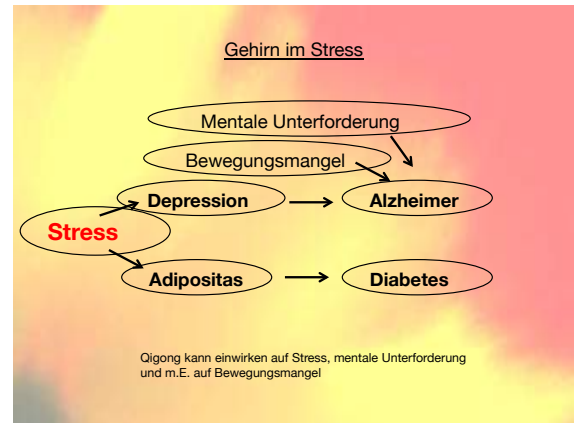 Gehirn im Stress
Mentale Unterforderung
Bewegungsmangel
Depression
Alzheimer
Stress
Adipositas
Diabetes
Qigong kann einwirken auf Stress, mentale Unterforderung
und m.E. auf Bewegungsmangel